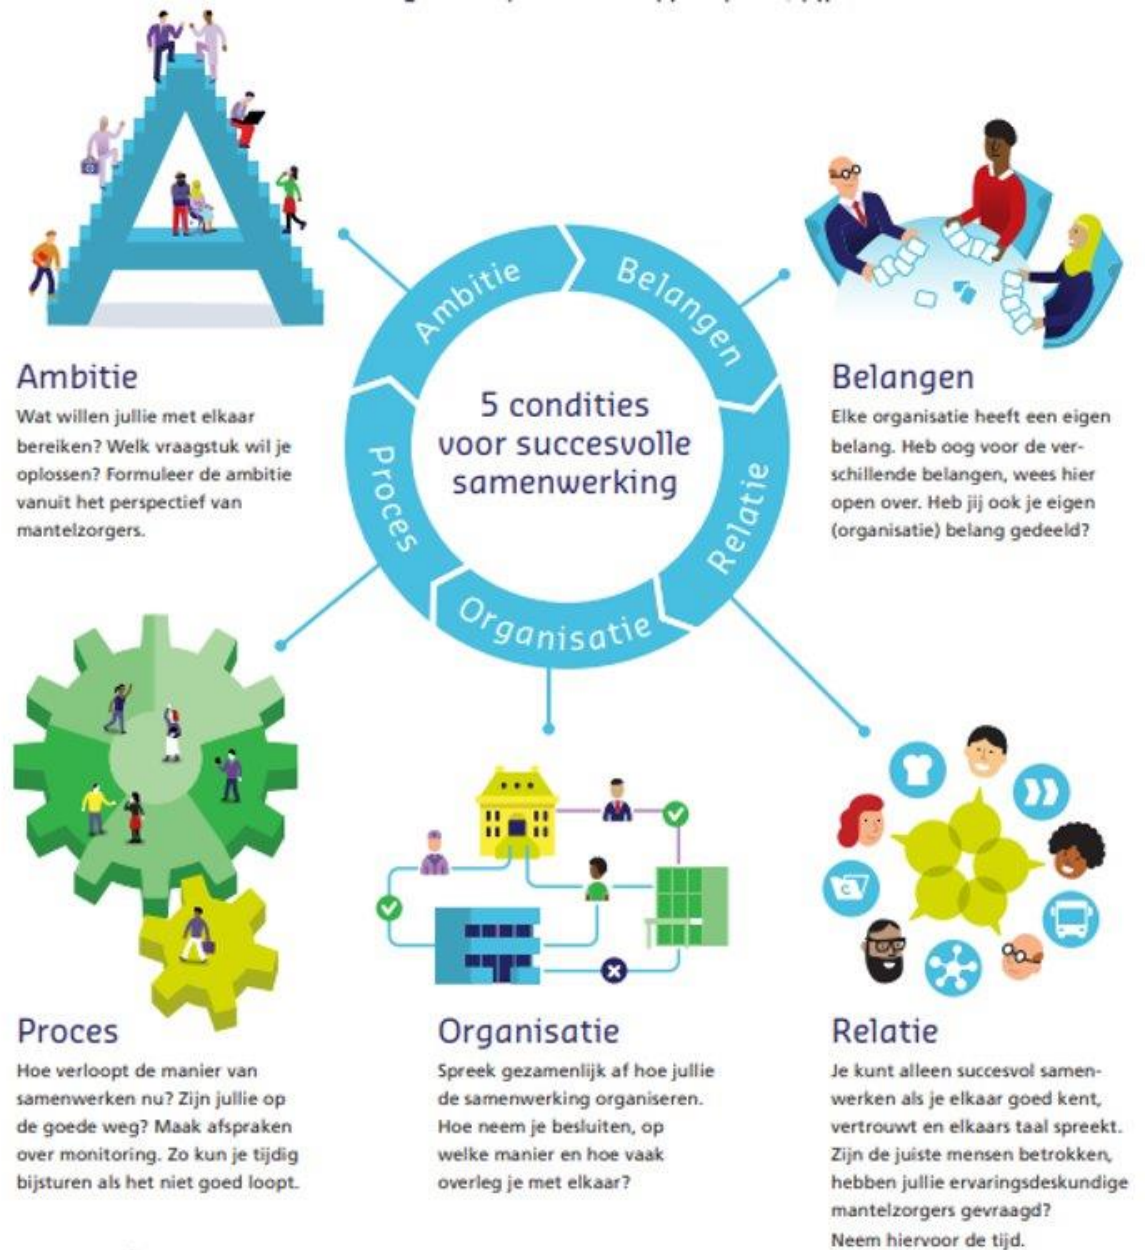 Ambitie
Belangen
Relatie
Organisatie
Proces
5 condities
voor succesvolle
samenwerking
Ambitie
Wat willen jullie met elkaar
bereiken? Welk vraagstuk wil je
oplossen? Formuleer de ambitie
vanuit het perspectief van
mantelzorgers.
Belangen
Elke organisatie heeft een eigen
belang. Heb oog voor de ver-
schillende belangen, wees hier
open over. Heb jij ook je eigen
(organisatie) belang gedeeld?
Proces
Hoe verloopt de manier van
samenwerken nu? Zijn jullie op
de goede weg? Maak afspraken
over monitoring. Zo kun je tijdig
bijsturen als het niet goed loopt.
Organisatie
Spreek gezamenlijk af hoe jullie
de samenwerking organiseren.
Hoe neem je besluiten, op
welke manier en hoe vaak
overleg je met elkaar?
Relatie
Je kunt alleen succesvol samen-
werken als je elkaar goed kent,
vertrouwt en elkaars taal spreekt.
Zijn de juiste mensen betrokken,
hebben jullie ervaringsdeskundige
mantelzorgers gevraagd?
Neem hiervoor de tijd.